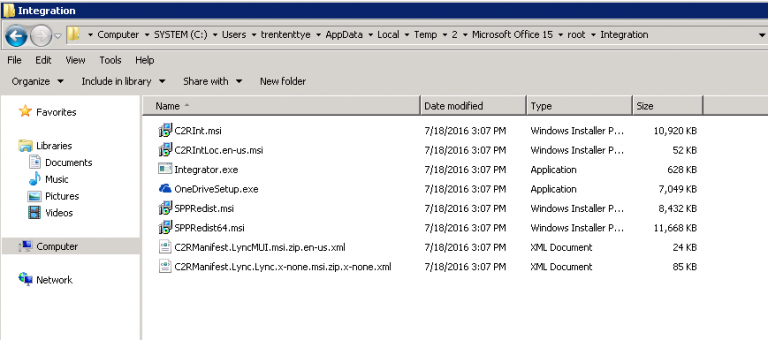 Integration
Computer SYSTEM (C:) Users trententtye AppData Local Temp 2 Microsoft Office 15 root Integration
File Edit View Tools Help
Organize Include in library Share with New folder
Favorites
Libraries
Documents
Music
Pictures
Videos
Computer
Network
Name Date modified Type Size
C2RInt.msi 7/18/2016 3:07 PM Windows Installer P... 10,920 KB
C2RIntLoc.en-us.msi 7/18/2016 3:07 PM Windows Installer P... 52 KB
Integrator.exe 7/18/2016 3:07 PM Application 628 KB
OneDriveSetup.exe 7/18/2016 3:07 PM Application 7,049 KB
SPPRedist.msi 7/18/2016 3:07 PM Windows Installer P... 8,432 KB
SPPRedist64.msi 7/18/2016 3:07 PM Windows Installer P... 11,668 KB
C2RManifest.LyncMUI.msi.zip.en-us.xml 7/18/2016 3:07 PM XML Document 24 KB
C2RManifest.Lync.Lync.x-none.msi.zip.x-none.xml 7/18/2016 3:07 PM XML Document 85 KB